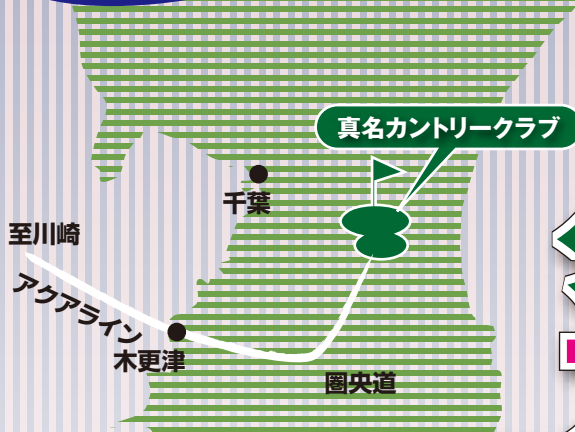 真名カントリークラブ
千葉
至川崎
アクアライン
木更津
圏央道